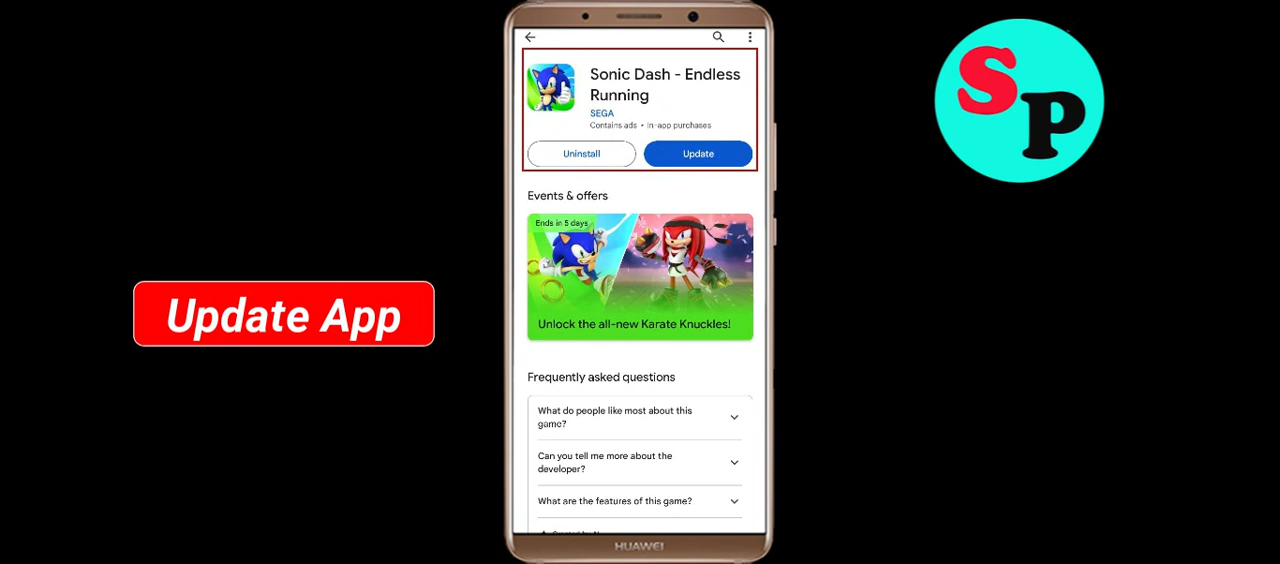 Update App
Sonic Dash - Endless
Running
SEGA
Contains ads • In-app purchases
Uninstall
Update
Events & offers
Ends in 5 days
Unlock the all-new Karate Knuckles!
Frequently asked questions
What do people like most about this
game?
Can you tell me more about the
developer?
What are the features of this game?
HUAWEI
SP